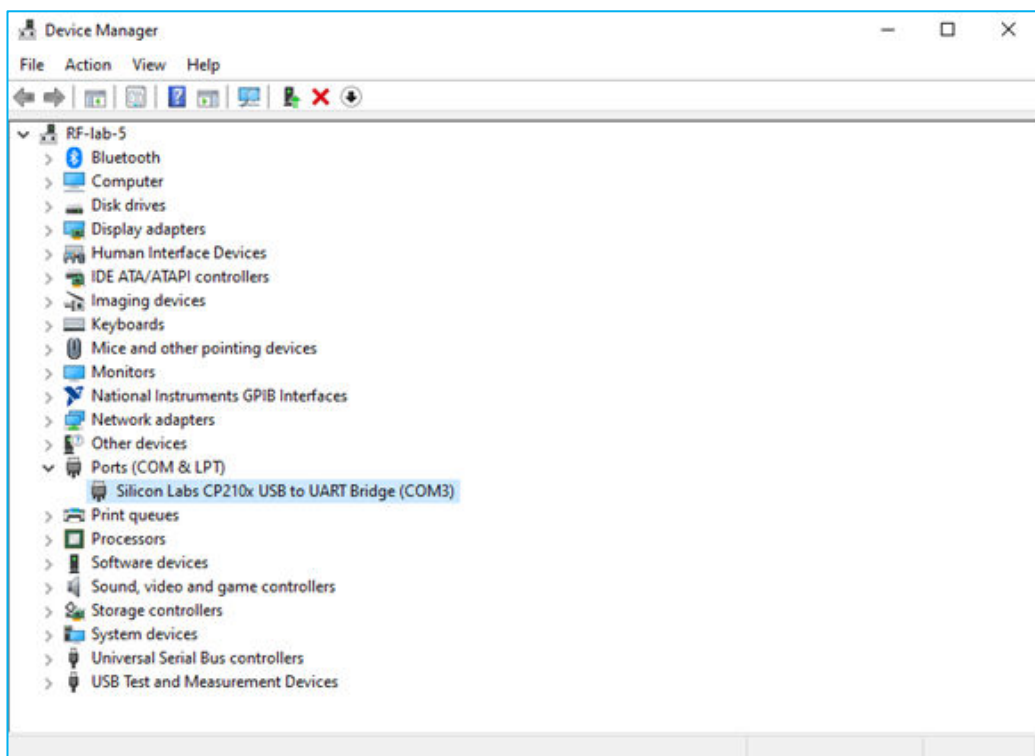 Device Manager
File Action View Help
RF-lab-5
Bluetooth
Computer
Disk drives
Display adapters
Human Interface Devices
IDE ATA/ATAPI controllers
Imaging devices
Keyboards
Mice and other pointing devices
Monitors
National Instruments GPIB Interfaces
Network adapters
Other devices
Ports (COM & LPT)
Silicon Labs CP210x USB to UART Bridge (COM3)
Print queues
Processors
Software devices
Sound, video and game controllers
Storage controllers
System devices
Universal Serial Bus controllers
USB Test and Measurement Devices